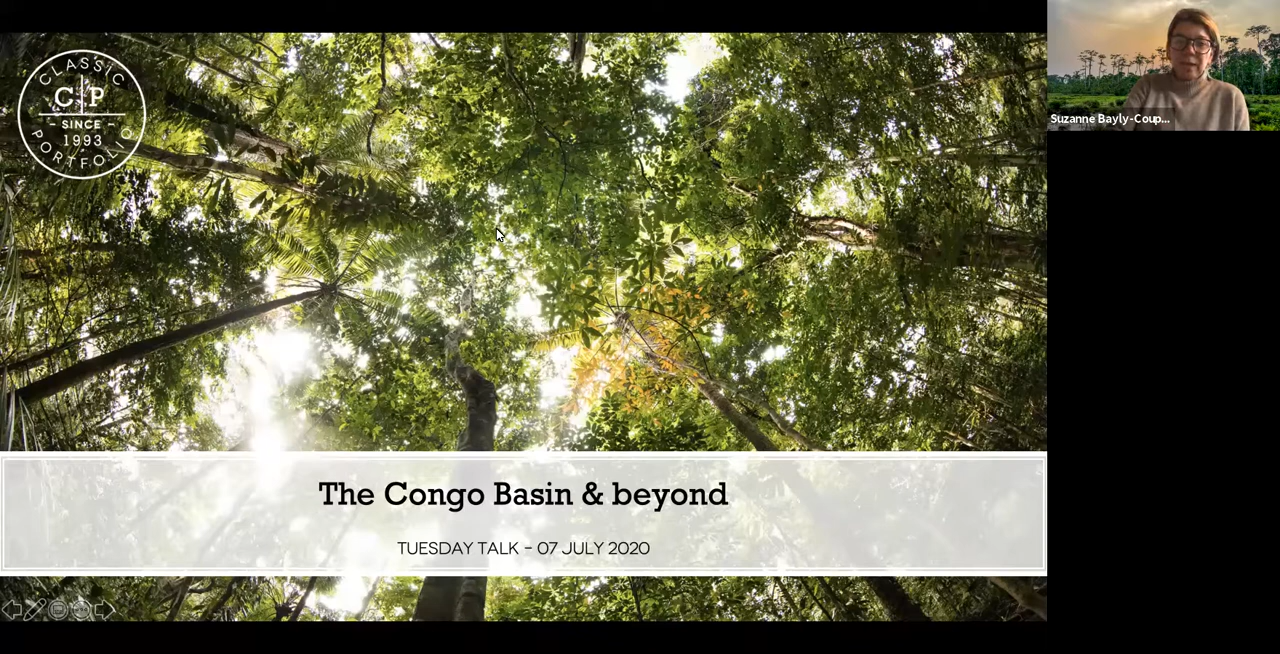 CLASSIC
C P
- SINCE -
1993
PORTFOLIO
Suzanne Bayly-Coup...
The Congo Basin & beyond
TUESDAY TALK – 07 JULY 2020